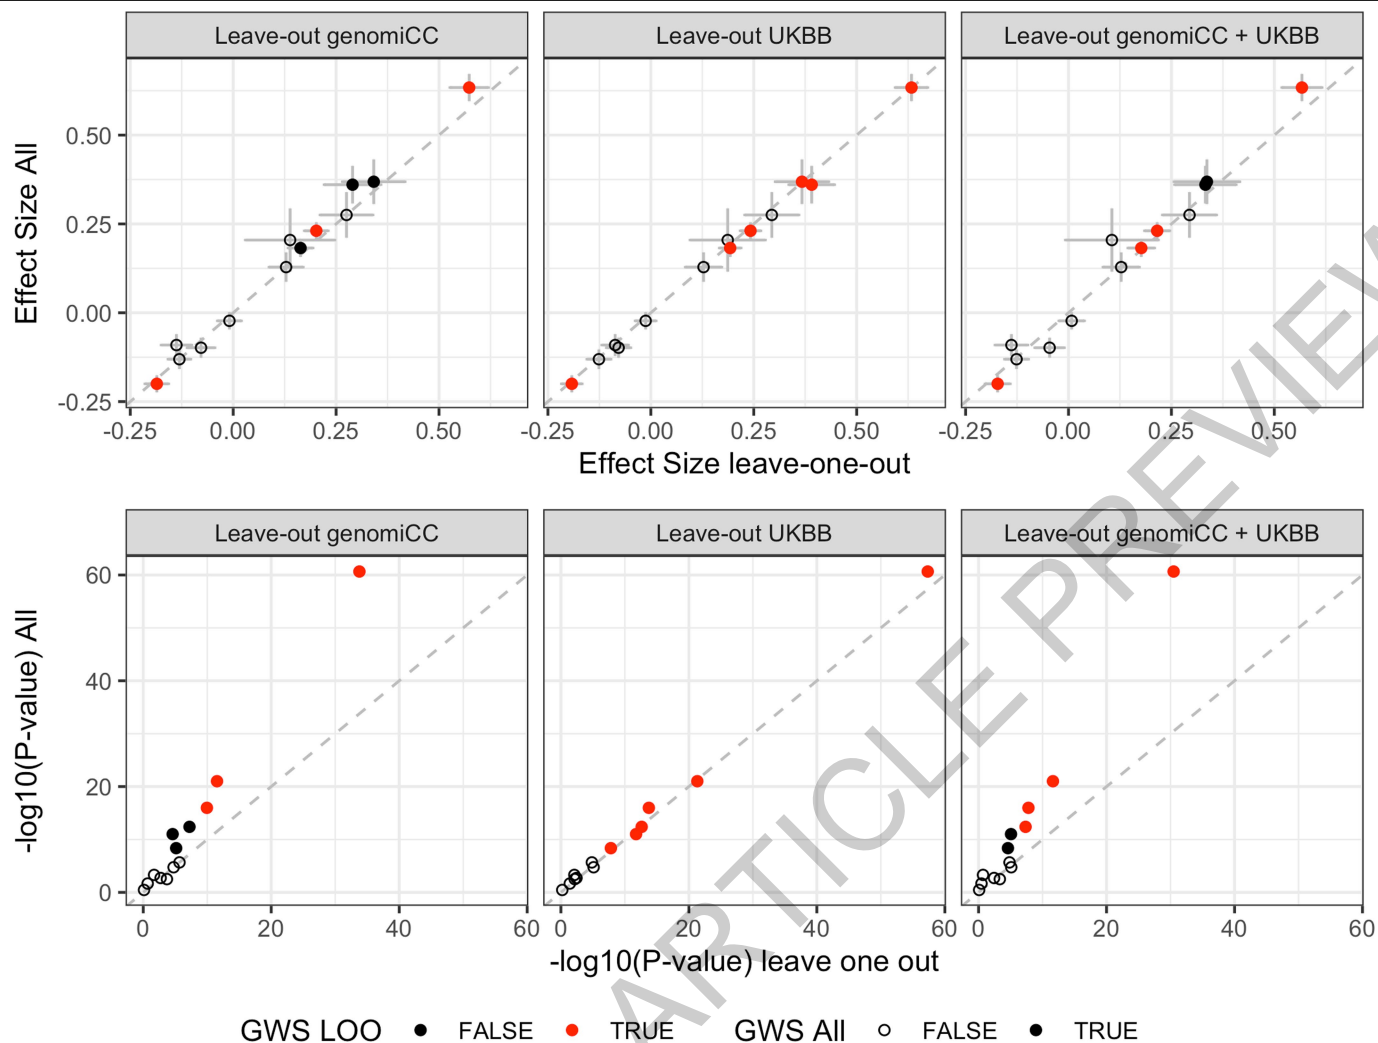 Leave-out genomiCC Leave-out UKBB Leave-out genomiCC + UKBB
Effect Size All
0.50
0.25
0.00
-0.25
-0.25 0.00 0.25 0.50 -0.25 0.00 0.25 0.50 -0.25 0.00 0.25 0.50
Effect Size leave-one-out
Leave-out genomiCC Leave-out UKBB Leave-out genomiCC + UKBB
-log10(P-value) All
60
40
20
0
0 20 40 60 0 20 40 60 0 20 40 60
-log10(P-value) leave one out
GWS LOO FALSE TRUE GWS All FALSE TRUE
ARTICLE PREVIEW